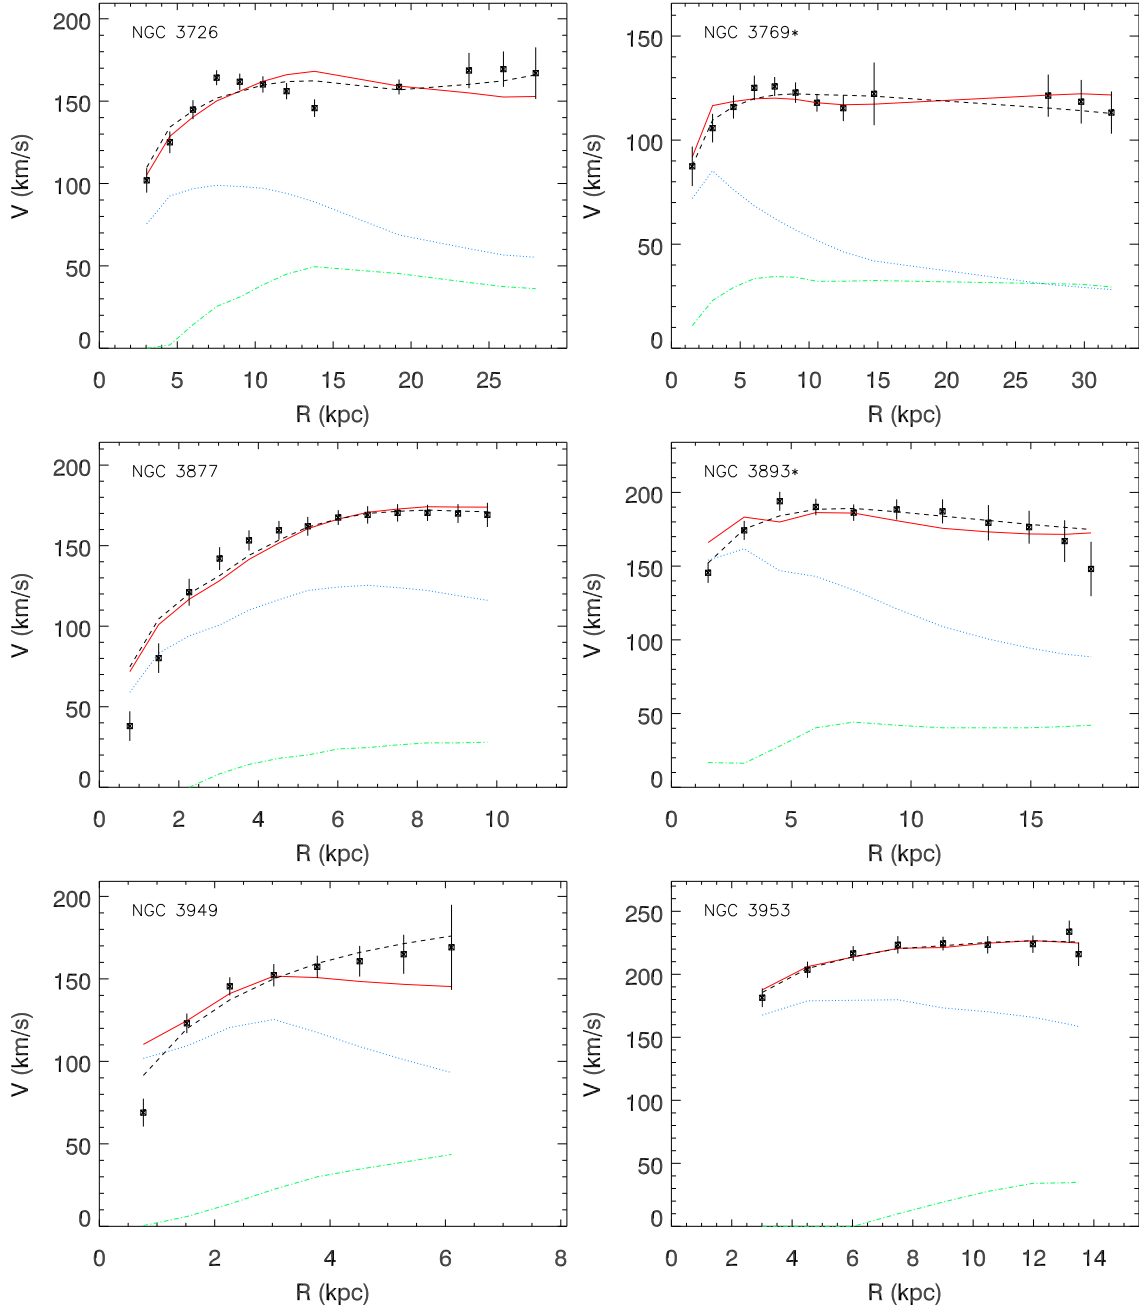 NGC 3726
200
150
100
50
0
V (km/s)
0 5 10 15 20 25
R (kpc)
NGC 3769*
150
100
50
0
V (km/s)
0 5 10 15 20 25 30
R (kpc)
NGC 3877
200
150
100
50
0
V (km/s)
0 2 4 6 8 10
R (kpc)
NGC 3893*
200
150
100
50
0
V (km/s)
0 5 10 15
R (kpc)
NGC 3949
200
150
100
50
0
V (km/s)
0 2 4 6 8
R (kpc)
NGC 3953
250
200
150
100
50
0
V (km/s)
0 2 4 6 8 10 12 14
R (kpc)